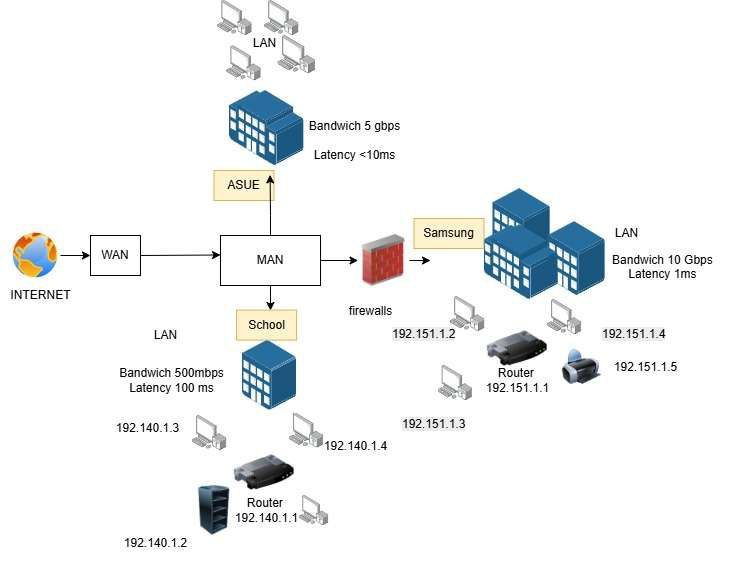 LAN
Bandwich 5 gbps
Latency <10ms
ASUE
WAN
MAN
INTERNET
firewalls
Samsung
LAN
Bandwich 10 Gbps
Latency 1ms
192.151.1.2
192.151.1.4
Router
192.151.1.1
192.151.1.5
192.151.1.3
School
LAN
Bandwich 500mbps
Latency 100 ms
192.140.1.3
192.140.1.4
Router
192.140.1.1
192.140.1.2